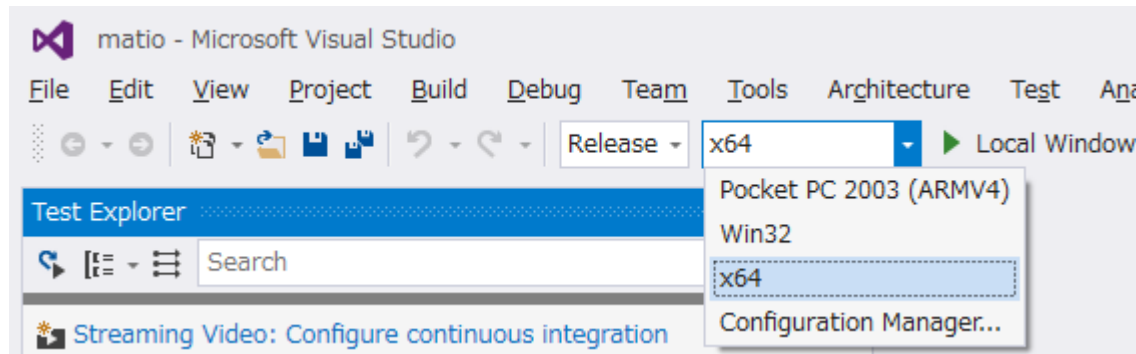 matio - Microsoft Visual Studio
File Edit View Project Build Debug Team Tools Architecture Test Ana
Release x64 Local Window
Pocket PC 2003 (ARMV4)
Win32
x64
Configuration Manager...
Test Explorer
Search
Streaming Video: Configure continuous integration